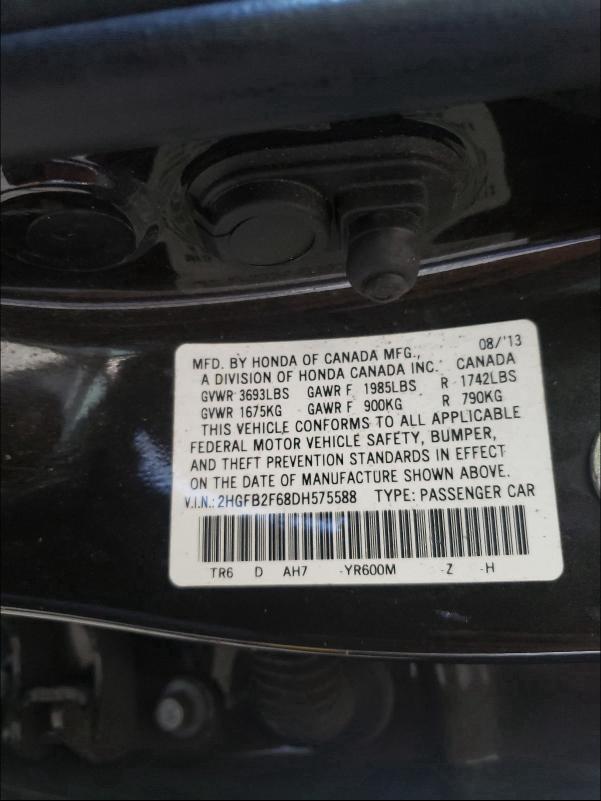 MFD. BY HONDA OF CANADA MFG., 08/'13
A DIVISION OF HONDA CANADA INC. CANADA
GVWR 3693LBS GAWR F 1985LBS R 1742LBS
GVWR 1675KG GAWR F 900KG R 790KG
THIS VEHICLE CONFORMS TO ALL APPLICABLE
FEDERAL MOTOR VEHICLE SAFETY, BUMPER,
AND THEFT PREVENTION STANDARDS IN EFFECT
ON THE DATE OF MANUFACTURE SHOWN ABOVE.
V.I.N.: 2HGFB2F68DH575588 TYPE: PASSENGER CAR
TR6 D AH7 -YR600M -Z -H